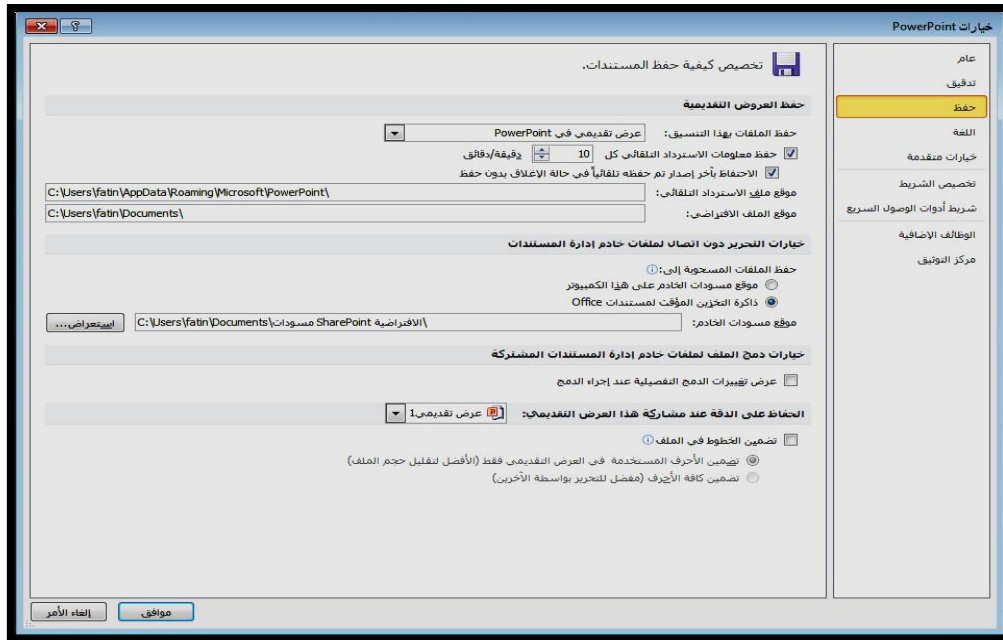 خيارات PowerPoint
عام
تدقيق
حفظ
اللغة
خيارات متقدمة
تخصيص الشريط
شريط أدوات الوصول السريع
الوظائف الإضافية
مركز التوثيق
تخصيص كيفية حفظ المستندات.
حفظ العروض التقديمية
حفظ الملفات بهذا التنسيق: عرض تقديمي في PowerPoint
حفظ معلومات الاسترداد التلقائي كل 10 دقيقة/دقائق
الاحتفاظ بآخر إصدار تم حفظه تلقائياً في حالة الإغلاق بدون حفظ
موقع ملف الاسترداد التلقائي: C:\Users\fatin\AppData\Roaming\Microsoft\PowerPoint\
موقع الملف الافتراضي: C:\Users\fatin\Documents\
خيارات التحرير دون اتصال لملفات خادم إدارة المستندات
حفظ الملفات المسحوبة إلى:
موقع مسودات الخادم على هذا الكمبيوتر
ذاكرة التخزين المؤقت لمستندات Office
موقع مسودات الخادم: C:\Users\fatin\Documents\مسودات SharePoint الافتراضية\ استعراض...
خيارات دمج الملف لملفات خادم إدارة المستندات المشتركة
عرض تغييرات الدمج التفصيلية عند إجراء الدمج
الحفاظ على الدقة عند مشاركة هذا العرض التقديمي: عرض تقديمي1
تضمين الخطوط في الملف
تضمين الأحرف المستخدمة في العرض التقديمي فقط (الأفضل لتقليل حجم الملف)
تضمين كافة الأحرف (مفضل للتحرير بواسطة الآخرين)
موافق
إلغاء الأمر